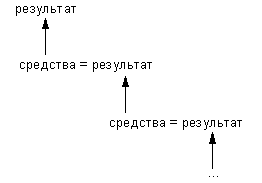 результат
средства = результат
средства = результат
...